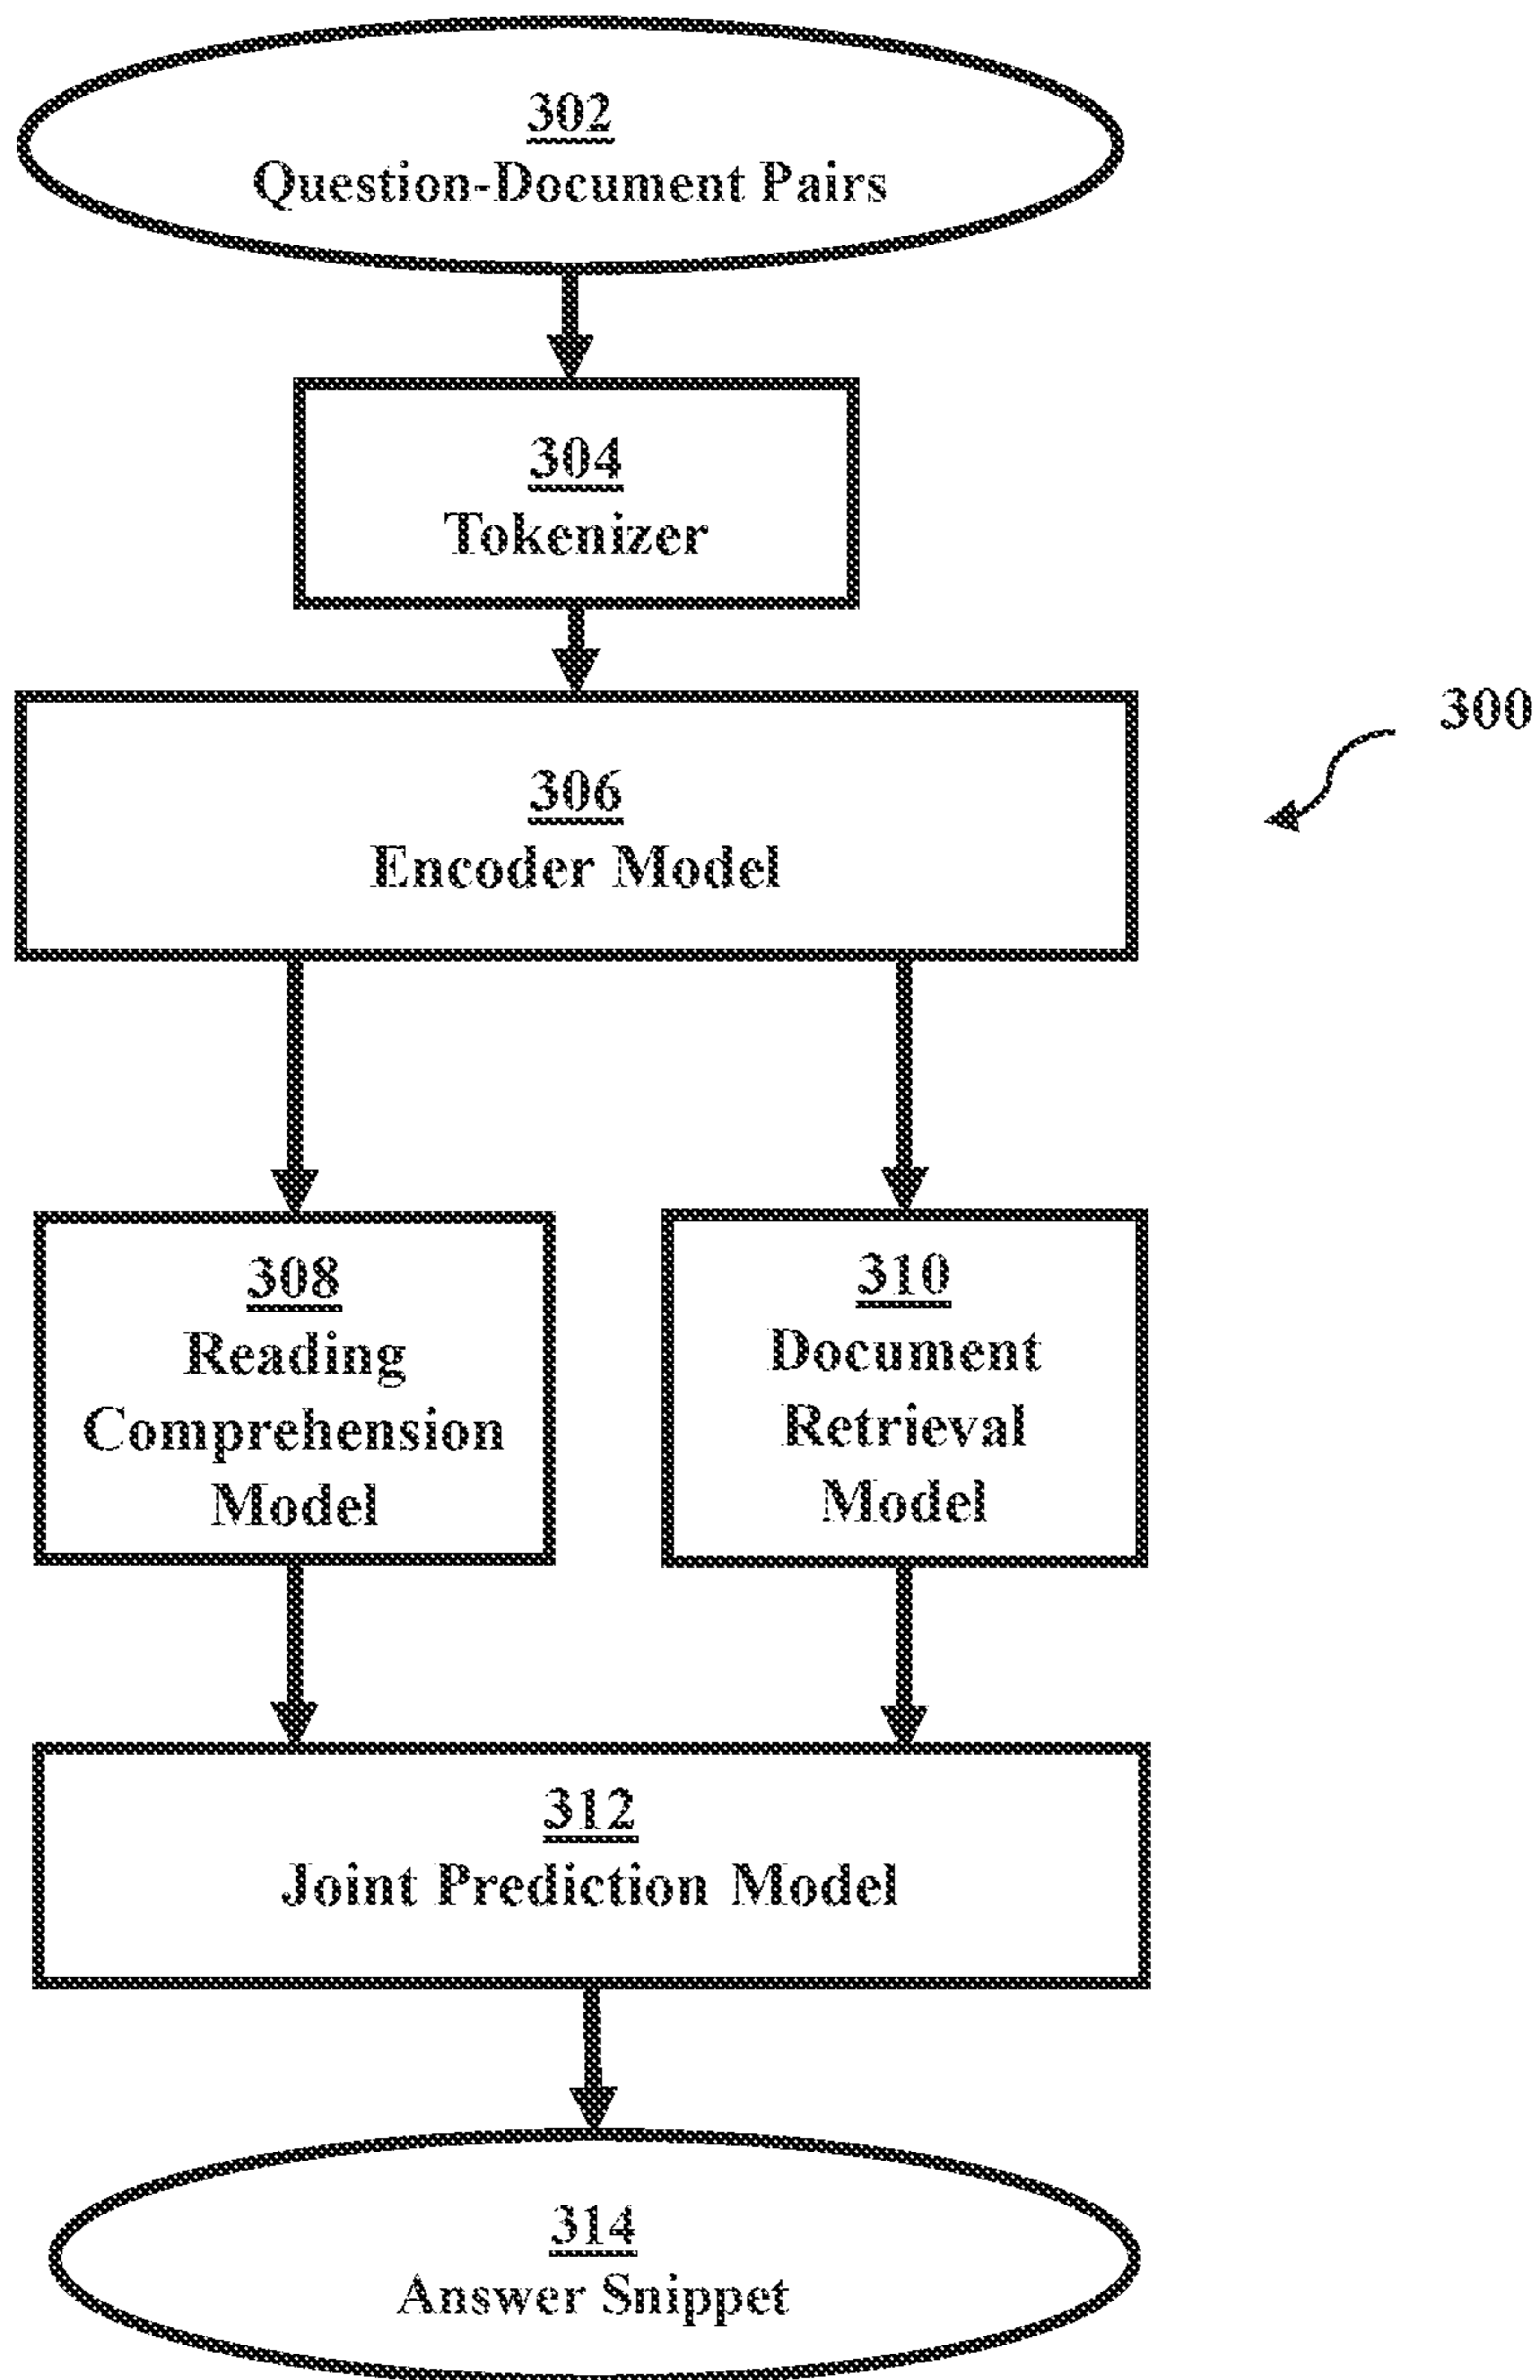 302
Question-Document Pairs
304
Tokenizer
306
Encoder Model
300
308
Reading
Comprehension
Model
310
Document
Retrieval
Model
312
Joint Prediction Model
314
Answer Snippet